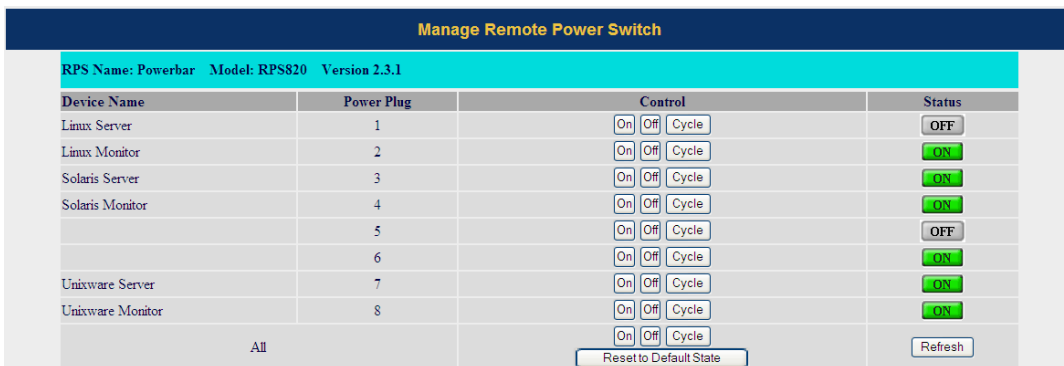 Manage Remote Power Switch
RPS Name: Powerbar Model: RPS820 Version 2.3.1
Device Name Power Plug Control Status
Linux Server 1 On Off Cycle OFF
Linux Monitor 2 On Off Cycle ON
Solaris Server 3 On Off Cycle ON
Solaris Monitor 4 On Off Cycle ON
5 On Off Cycle OFF
6 On Off Cycle ON
Unixware Server 7 On Off Cycle ON
Unixware Monitor 8 On Off Cycle ON
All On Off Cycle Refresh
Reset to Default State